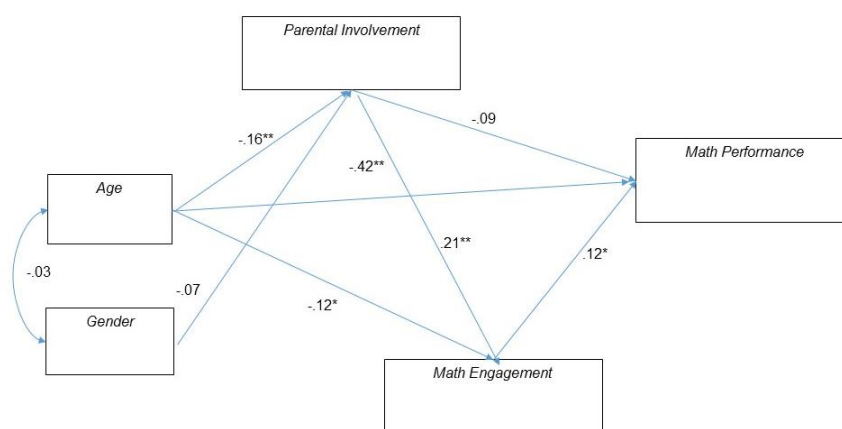 Parental Involvement
-.09
-.16**
Math Performance
-.42**
Age
.21**
.12*
-.03
-.07
-.12*
Gender
Math Engagement